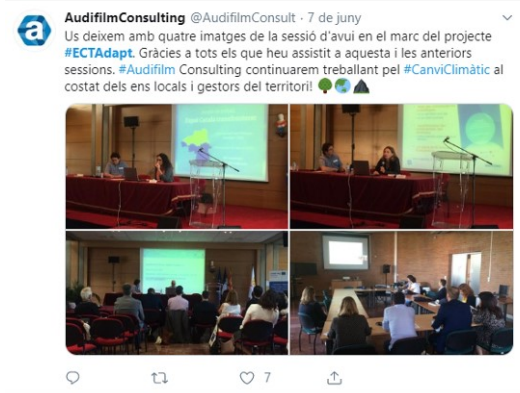 AudifilmConsulting @AudifilmConsult · 7 de juny
Us deixem amb quatre imatges de la sessió d'avui en el marc del projecte
#ECTAdapt. Gràcies a tots els que heu assistit a aquesta i les anteriors
sessions. #Audifilm Consulting continuarem treballant pel #CanviClimàtic al
costat dels ens locals i gestors del territori!
7